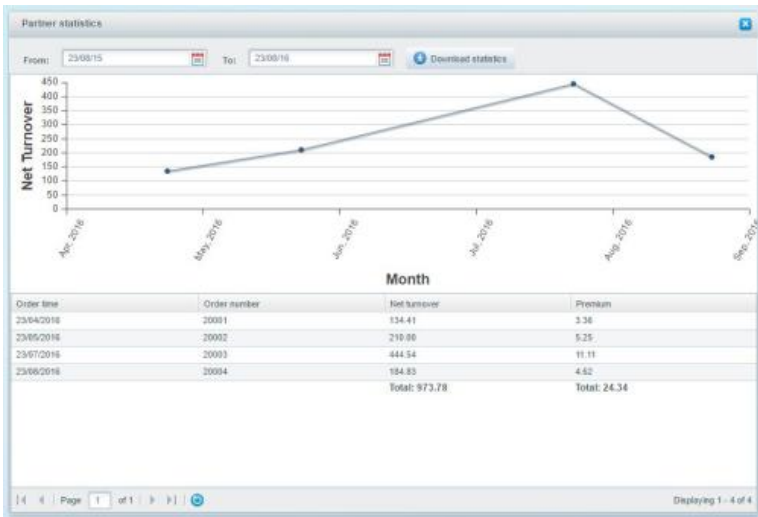 Partner statistics
From: 23/08/15 To: 23/08/16 Download statistics
450
400
350
300
250
200
150
100
50
0
Net Turnover
Apr, 2016 May, 2016 Jun, 2016 Jul, 2016 Aug, 2016 Sep, 2016
Month
Order time Order number Net turnover Premium
23/04/2016 20001 134.41 3.36
23/05/2016 20002 210.00 5.25
23/07/2016 20003 444.54 11.11
23/08/2016 20004 184.83 4.62
Total: 973.78 Total: 24.34
Page 1 of 1 Displaying 1 - 4 of 4